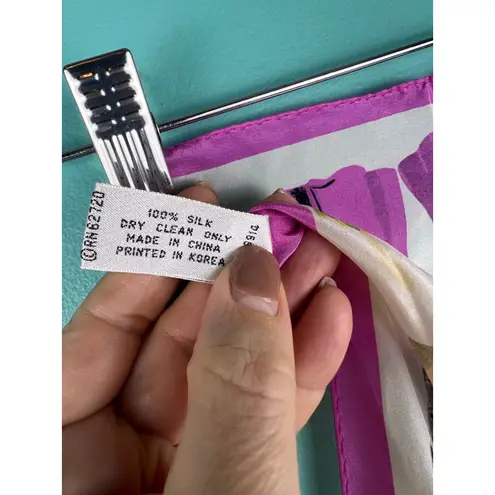 ©RN62720
100% SILK
DRY CLEAN ONLY
MADE IN CHINA
PRINTED IN KOREA